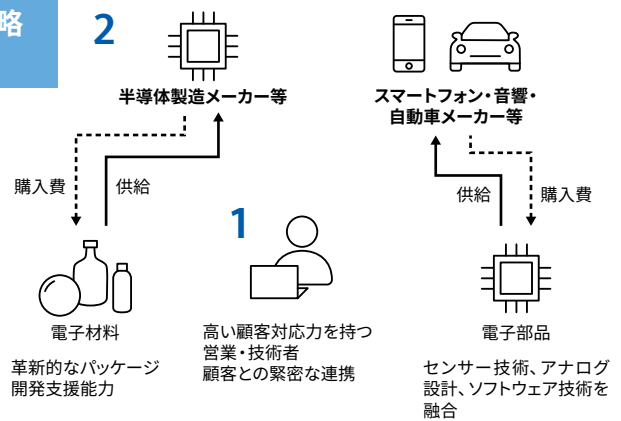 略
2
半導体製造メーカー等
スマートフォン・音響・
自動車メーカー等
購入費
供給
供給
購入費
1
電子材料
高い顧客対応力を持つ
営業・技術者
顧客との緊密な連携
電子部品
革新的なパッケージ
開発支援能力
センサー技術、アナログ
設計、ソフトウェア技術を
融合